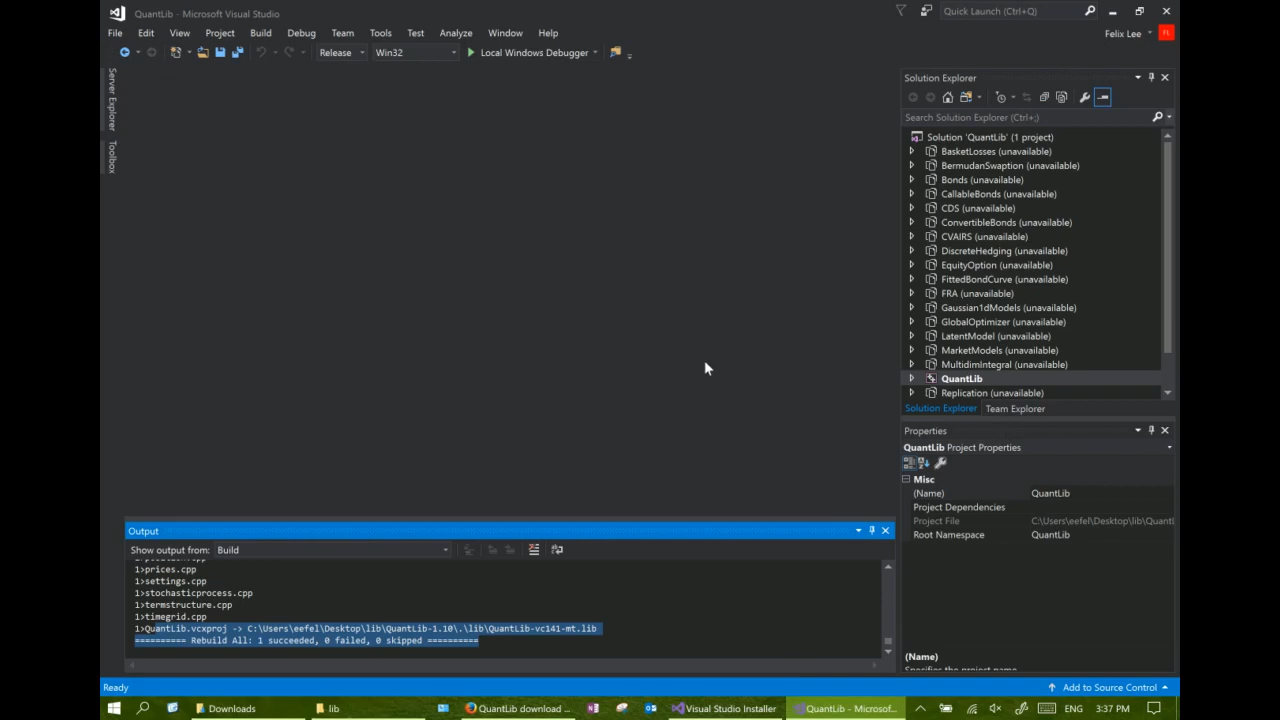 QuantLib - Microsoft Visual Studio
Quick Launch (Ctrl+Q)
File Edit View Project Build Debug Team Tools Test Analyze Window Help
Felix Lee FL
Release Win32 Local Windows Debugger
Server Explorer
Toolbox
Solution Explorer
Search Solution Explorer (Ctrl+;)
Solution 'QuantLib' (1 project)
BasketLosses (unavailable)
BermudanSwaption (unavailable)
Bonds (unavailable)
CallableBonds (unavailable)
CDS (unavailable)
ConvertibleBonds (unavailable)
CVAIRS (unavailable)
DiscreteHedging (unavailable)
EquityOption (unavailable)
FittedBondCurve (unavailable)
FRA (unavailable)
Gaussian1dModels (unavailable)
GlobalOptimizer (unavailable)
LatentModel (unavailable)
MarketModels (unavailable)
MultidimIntegral (unavailable)
QuantLib
Replication (unavailable)
Solution Explorer Team Explorer
Properties
QuantLib Project Properties
Misc
(Name) QuantLib
Project Dependencies
Project File C:\Users\eefel\Desktop\lib\Quantl
Root Namespace QuantLib
(Name)
Specifies the project name
Output
Show output from: Build
1>prices.cpp
1>settings.cpp
1>stochasticprocess.cpp
1>termstructure.cpp
1>timegrid.cpp
1>QuantLib.vcxproj -> C:\Users\eefel\Desktop\lib\QuantLib-1.10\.\lib\QuantLib-vc141-mt.lib
========== Rebuild All: 1 succeeded, 0 failed, 0 skipped ==========
Ready
Add to Source Control
Downloads lib QuantLib download ... Visual Studio Installer QuantLib - Microsof... 3:37 PM